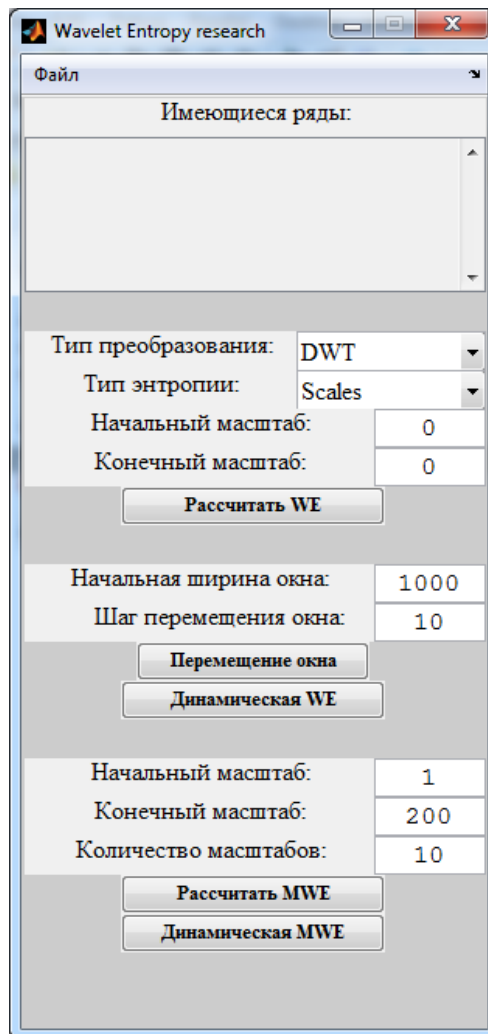 Wavelet Entropy research
Файл
Имеющиеся ряды:
Тип преобразования: DWT
Тип энтропии: Scales
Начальный масштаб: 0
Конечный масштаб: 0
Рассчитать WE
Начальная ширина окна: 1000
Шаг перемещения окна: 10
Перемещение окна
Динамическая WE
Начальный масштаб: 1
Конечный масштаб: 200
Количество масштабов: 10
Рассчитать MWE
Динамическая MWE